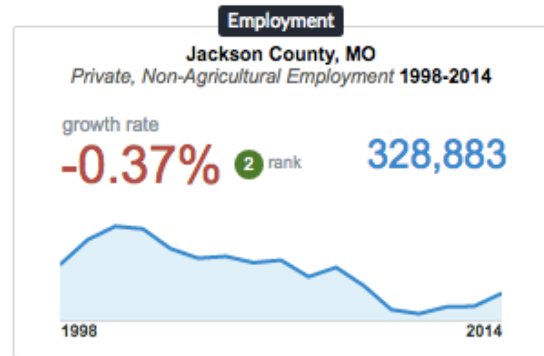 Employment
Jackson County, MO
Private, Non-Agricultural Employment 1998-2014
growth rate
-0.37% 2 rank 328,883
1998 2014